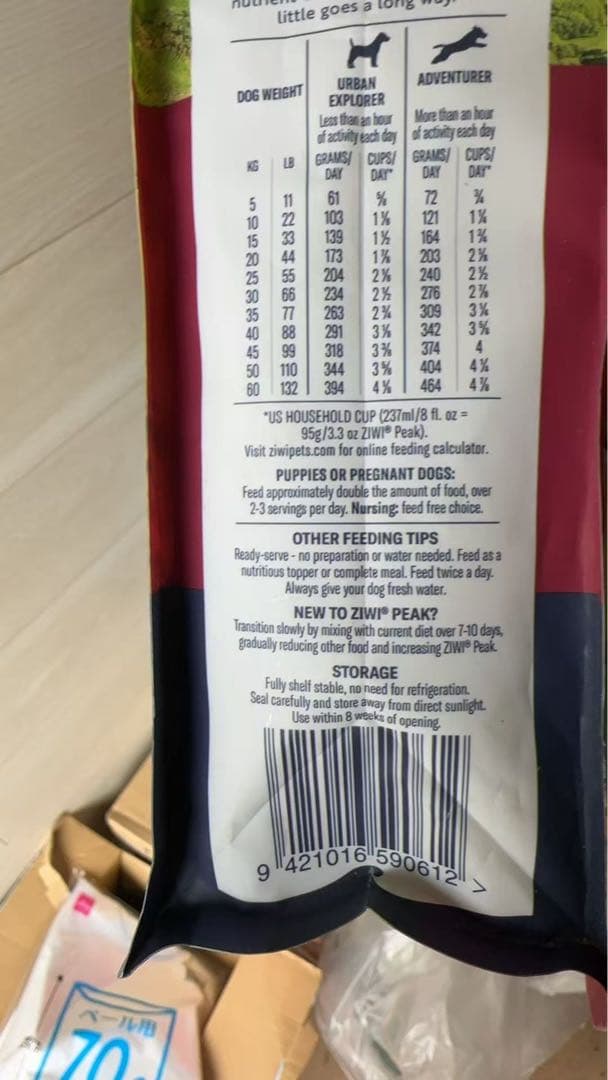 little goes a long way.
URBAN EXPLORER
ADVENTURER
DOG WEIGHT
Less than an hour of activity each day
More than an hour of activity each day
KG LB GRAMS/DAY CUPS/DAY* GRAMS/DAY CUPS/DAY*
5 11 61 ⅝ 72 ¾
10 22 103 1⅛ 121 1¼
15 33 139 1½ 164 1¾
20 44 173 1⅞ 203 2⅛
25 55 204 2⅛ 240 2½
30 66 234 2½ 276 2⅞
35 77 263 2¾ 309 3¼
40 88 291 3⅛ 342 3⅝
45 99 318 3⅜ 374 4
50 110 344 3⅝ 404 4¼
60 132 394 4⅛ 464 4⅞
*US HOUSEHOLD CUP (237ml/8 fl. oz =
95g/3.3 oz ZIWI® Peak).
Visit ziwipets.com for online feeding calculator.
PUPPIES OR PREGNANT DOGS:
Feed approximately double the amount of food, over
2-3 servings per day. Nursing: feed free choice.
OTHER FEEDING TIPS
Ready-serve - no preparation or water needed. Feed as a
nutritious topper or complete meal. Feed twice a day.
Always give your dog fresh water.
NEW TO ZIWI® PEAK?
Transition slowly by mixing with current diet over 7-10 days,
gradually reducing other food and increasing ZIWI® Peak.
STORAGE
Fully shelf stable, no need for refrigeration.
Seal carefully and store away from direct sunlight.
Use within 8 weeks of opening.
9 421016 590612 >
ペール用
70